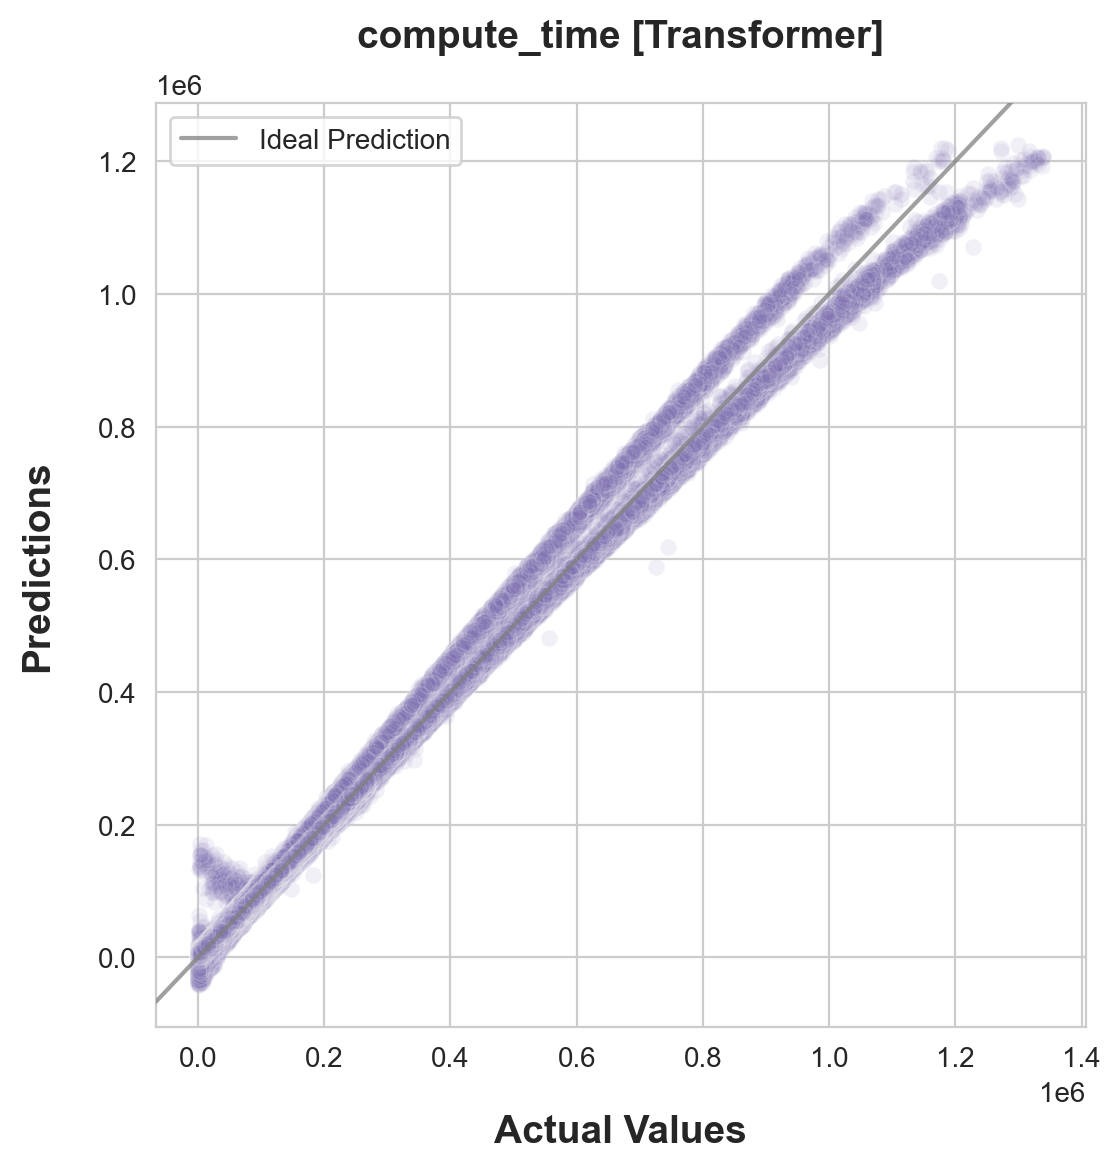 compute_time [Transformer]
1e6
Ideal Prediction
1.2
1.0
0.8
0.6
0.4
0.2
0.0
Predictions
0.0 0.2 0.4 0.6 0.8 1.0 1.2 1.4
1e6
Actual Values